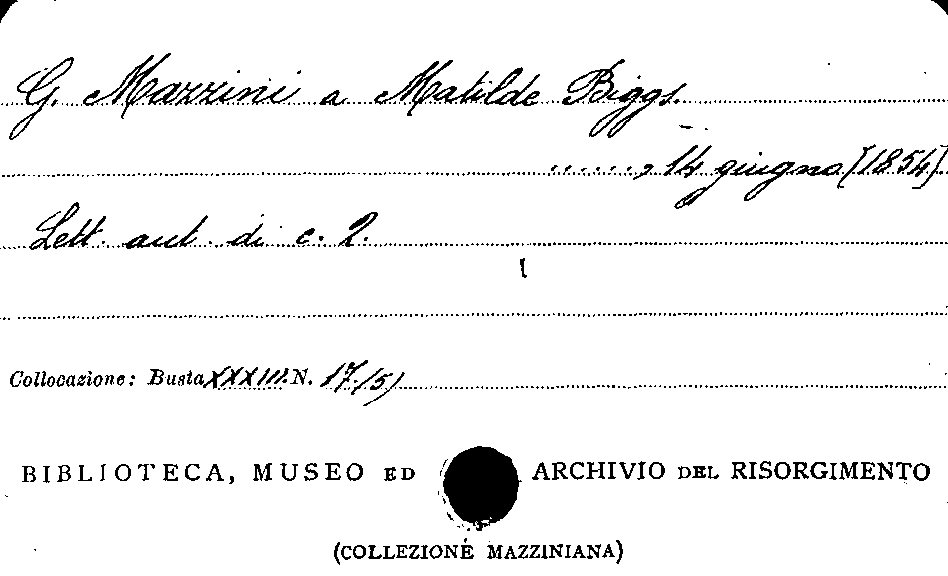 G. Mazzini a Matilde Biggs.
......, 14 giugno [1854].
Lett. aut. di c. 2.
Collocazione: Busta XXXIII. N. 17(5)
BIBLIOTECA, MUSEO ED ARCHIVIO DEL RISORGIMENTO
(COLLEZIONE MAZZINIANA)